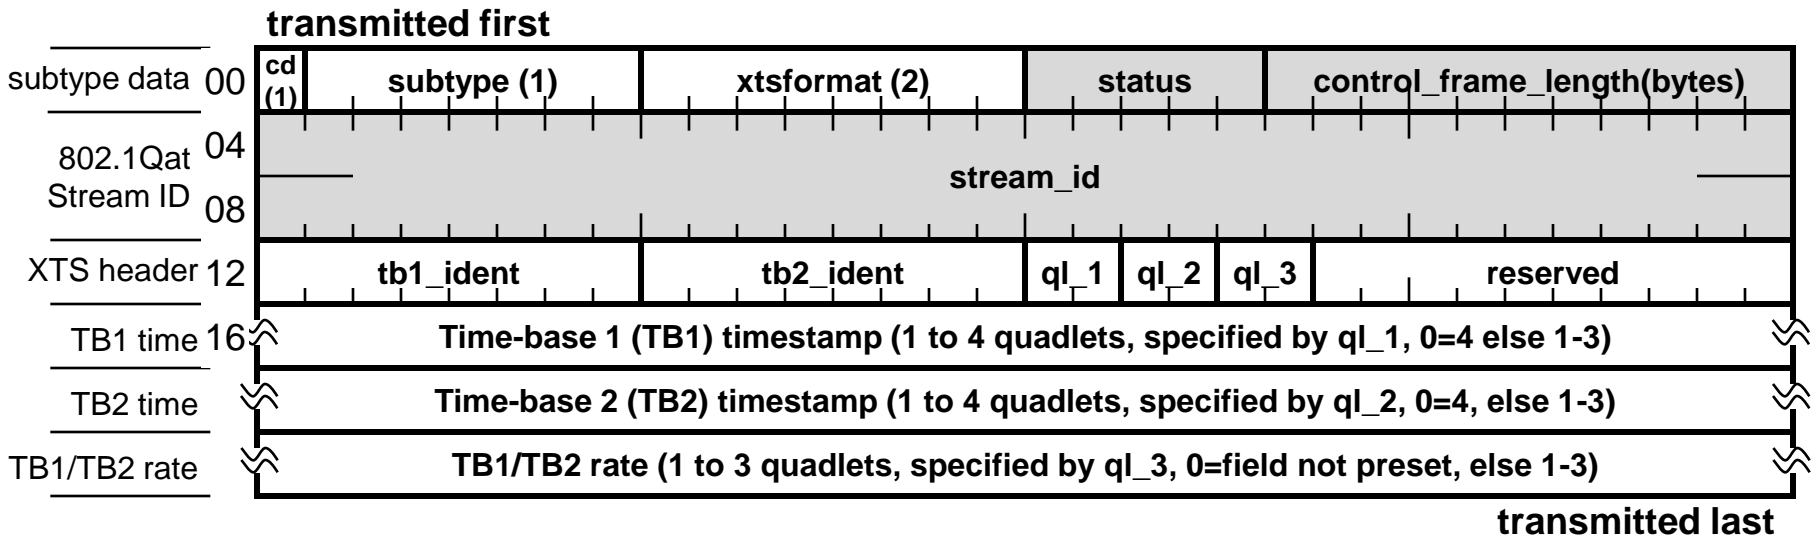 transmitted first
subtype data 00 cd (1) subtype (1) xtsformat (2) status control_frame_length(bytes)
802.1Qat Stream ID 04 08 stream_id
XTS header 12 tb1_ident tb2_ident ql_1 ql_2 ql_3 reserved
TB1 time 16 Time-base 1 (TB1) timestamp (1 to 4 quadlets, specified by ql_1, 0=4 else 1-3)
TB2 time Time-base 2 (TB2) timestamp (1 to 4 quadlets, specified by ql_2, 0=4, else 1-3)
TB1/TB2 rate TB1/TB2 rate (1 to 3 quadlets, specified by ql_3, 0=field not preset, else 1-3)
transmitted last